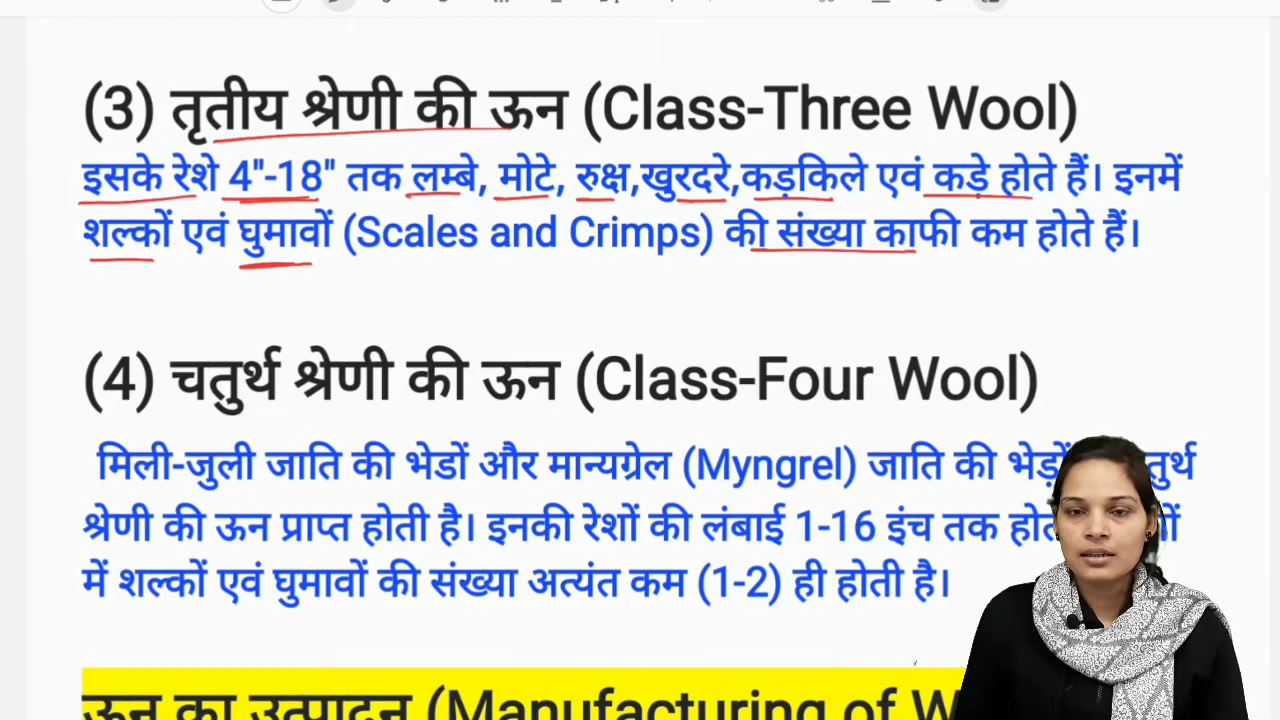 (3) तृतीय श्रेणी की ऊन (Class-Three Wool)
इसके रेशे 4"-18" तक लम्बे, मोटे, रुक्ष,खुरदरे,कड़किले एवं कड़े होते हैं। इनमें
शल्कों एवं घुमावों (Scales and Crimps) की संख्या काफी कम होते हैं।
(4) चतुर्थ श्रेणी की ऊन (Class-Four Wool)
मिली-जुली जाति की भेडों और मान्यग्रेल (Myngrel) जाति की
श्रेणी की ऊन प्राप्त होती है। इनकी रेशों की लंबाई 1-16 इंच तक
में शल्कों एवं घुमावों की संख्या अत्यंत कम (1-2) ही होती है।
ऊन का उत्पादन (Manufacturing of